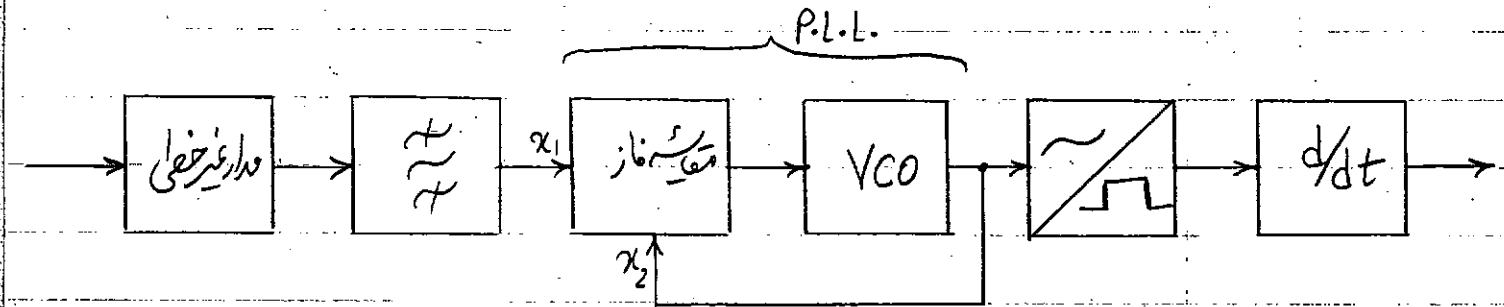 P.L.L.
مدار غیرخطی
x₁
مقایسه فاز
VCO
d/dt
x₂